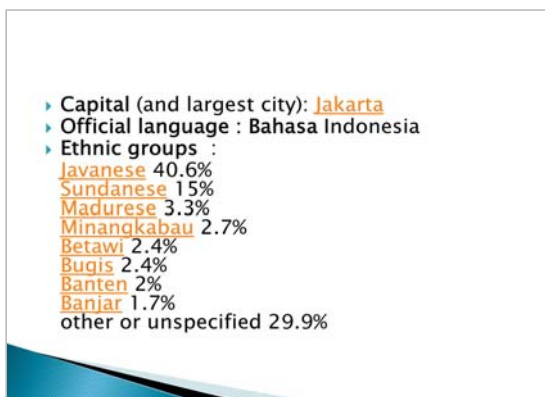 Capital (and largest city): Jakarta
Official language : Bahasa Indonesia
Ethnic groups :
Javanese 40.6%
Sundanese 15%
Madurese 3.3%
Minangkabau 2.7%
Betawi 2.4%
Bugis 2.4%
Banten 2%
Banjar 1.7%
other or unspecified 29.9%